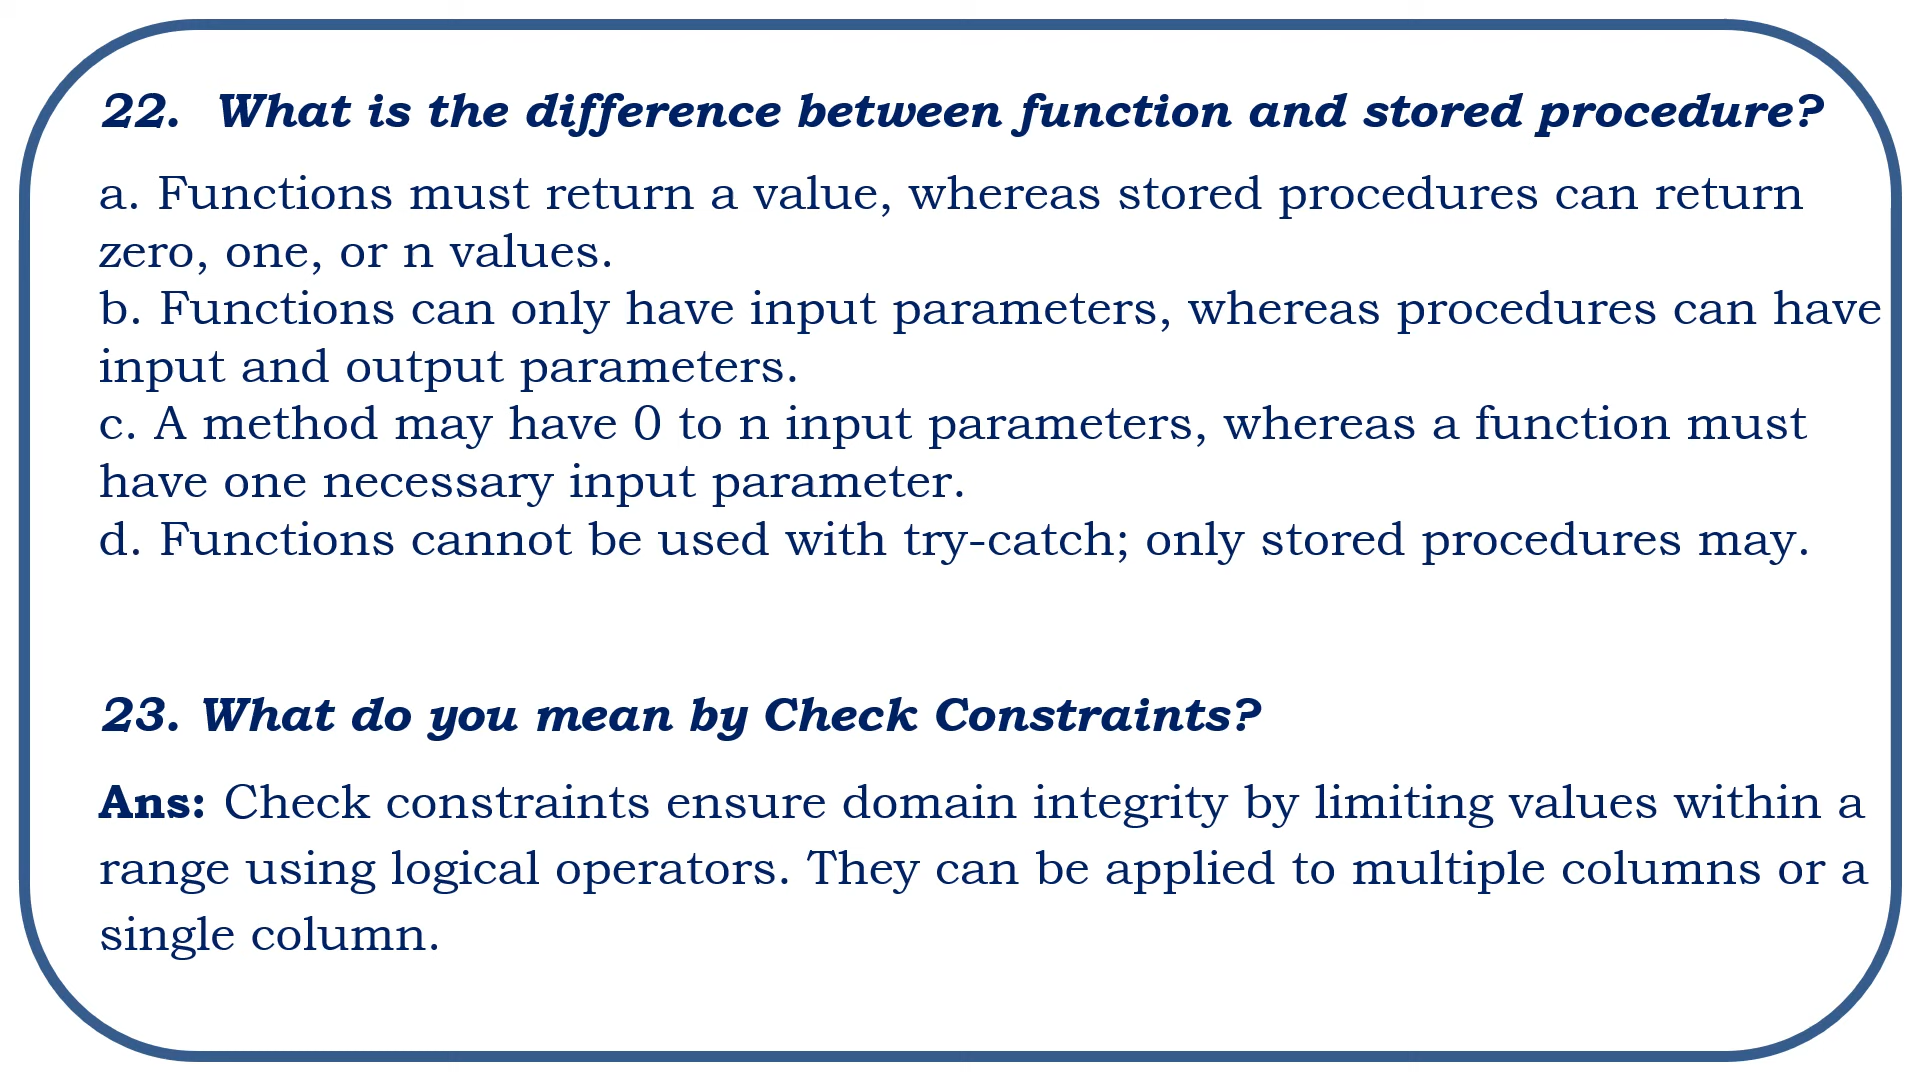 22. What is the difference between function and stored procedure?
a. Functions must return a value, whereas stored procedures can return
zero, one, or n values.
b. Functions can only have input parameters, whereas procedures can have
input and output parameters.
c. A method may have 0 to n input parameters, whereas a function must
have one necessary input parameter.
d. Functions cannot be used with try-catch; only stored procedures may.
23. What do you mean by Check Constraints?
Ans: Check constraints ensure domain integrity by limiting values within a
range using logical operators. They can be applied to multiple columns or a
single column.